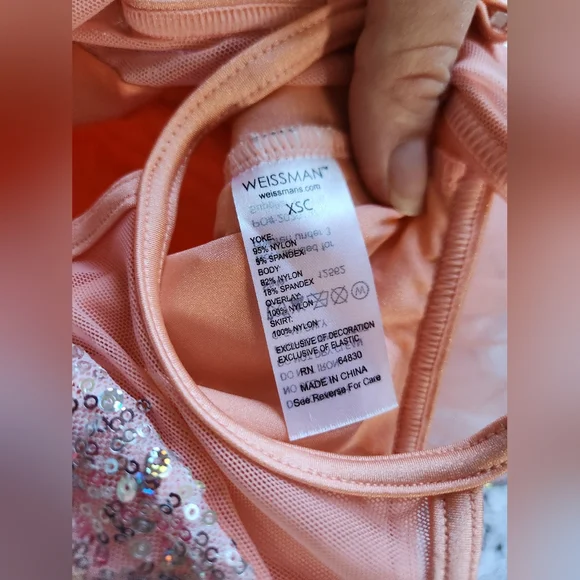 WEISSMAN™
weissmans.com
XSC
YOKE:
95% NYLON
5% SPANDEX
BODY:
82% NYLON
18% SPANDEX
OVERLAY:
100% NYLON
SKIRT:
100% NYLON
EXCLUSIVE OF DECORATION
EXCLUSIVE OF ELASTIC
RN 64830
MADE IN CHINA
See Reverse For Care